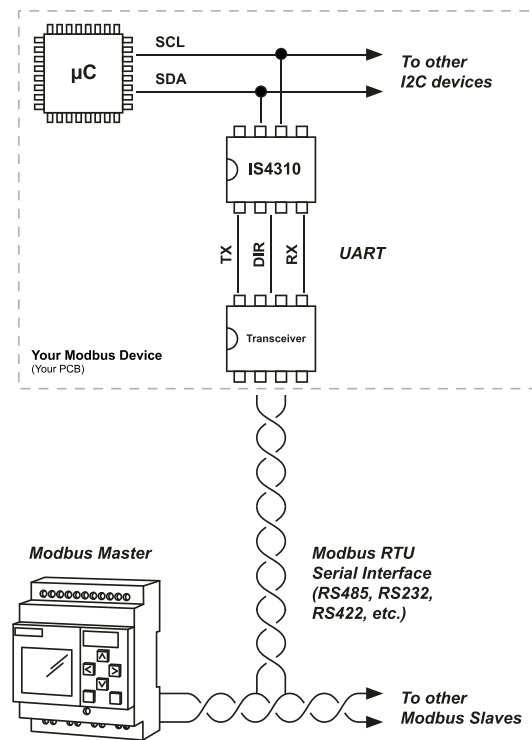 SCL
µC
SDA
To other
I2C devices
IS4310
TX
DIR
RX
UART
Transceiver
Your Modbus Device
(Your PCB)
Modbus Master
Modbus RTU
Serial Interface
(RS485, RS232,
RS422, etc.)
To other
Modbus Slaves